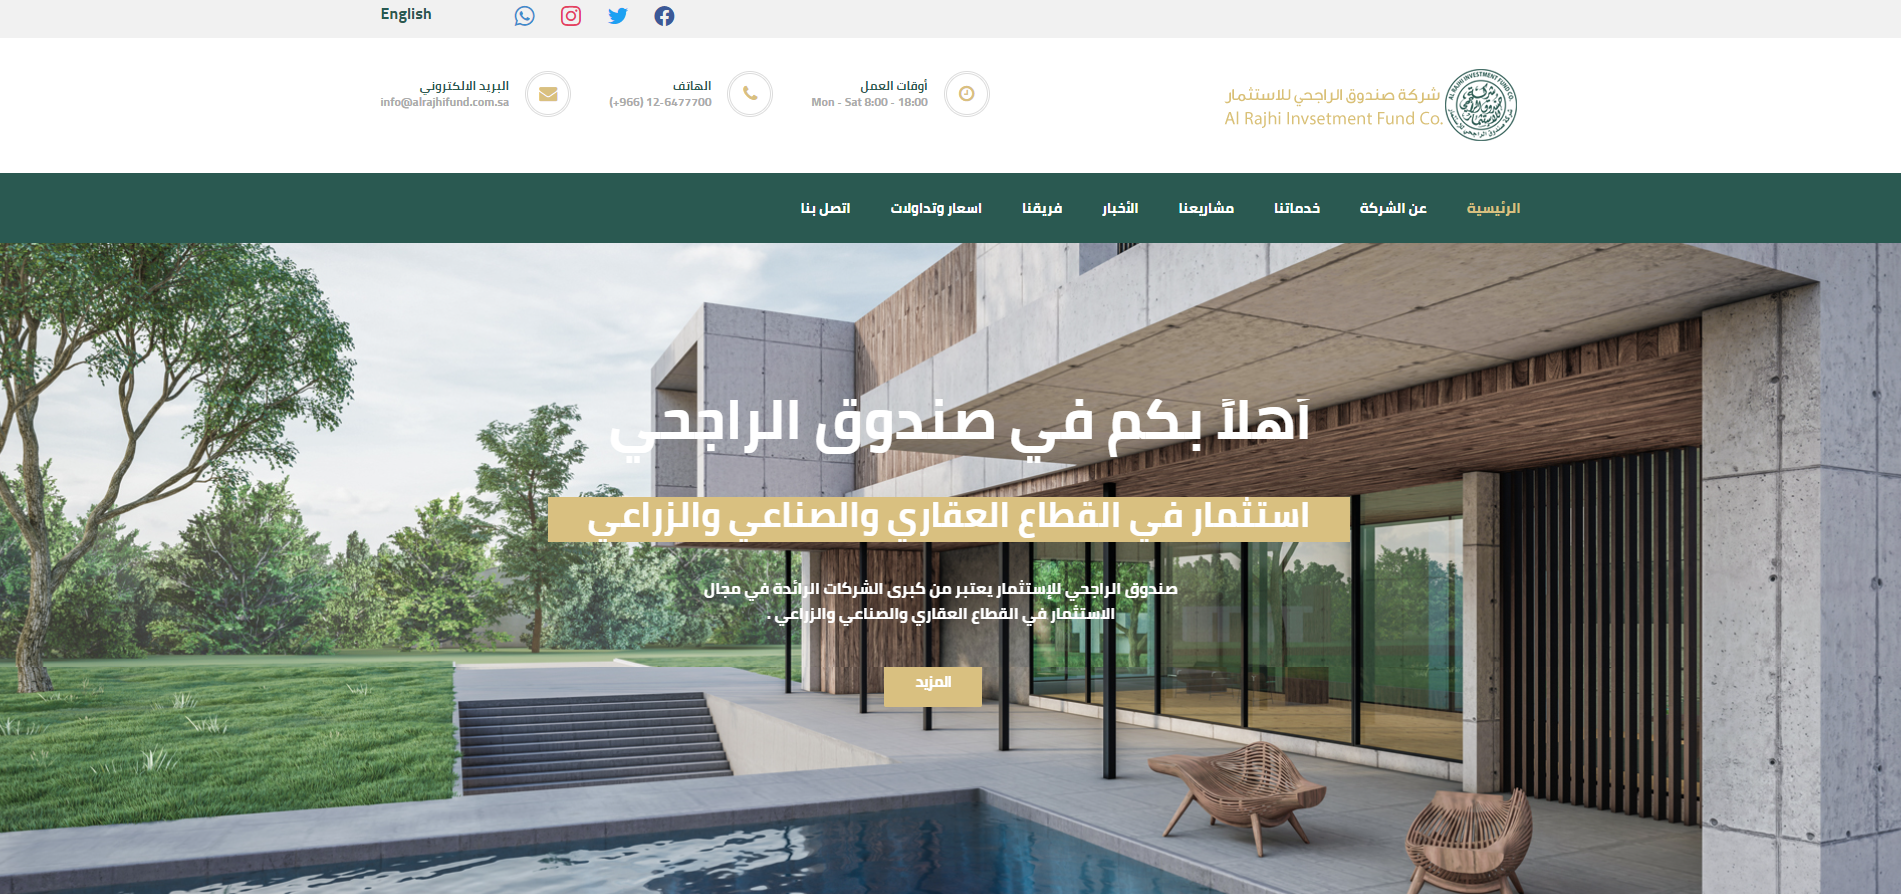 English
شركة صندوق الراجحي للاستثمار
Al Rajhi Invsetment Fund Co.
أوقات العمل
Mon - Sat 8:00 - 18:00
الهاتف
(+966) 12-6477700
البريد الالكتروني
info@alrajhifund.com.sa
الرئيسية
عن الشركة
خدماتنا
مشاريعنا
الأخبار
فريقنا
اسعار وتداولات
اتصل بنا
أهلاً بكم في صندوق الراجحي
استثمار في القطاع العقاري والصناعي والزراعي
صندوق الراجحي للإستثمار يعتبر من كبرى الشركات الرائدة في مجال
الاستثمار في القطاع العقاري والصناعي والزراعي .
المزيد